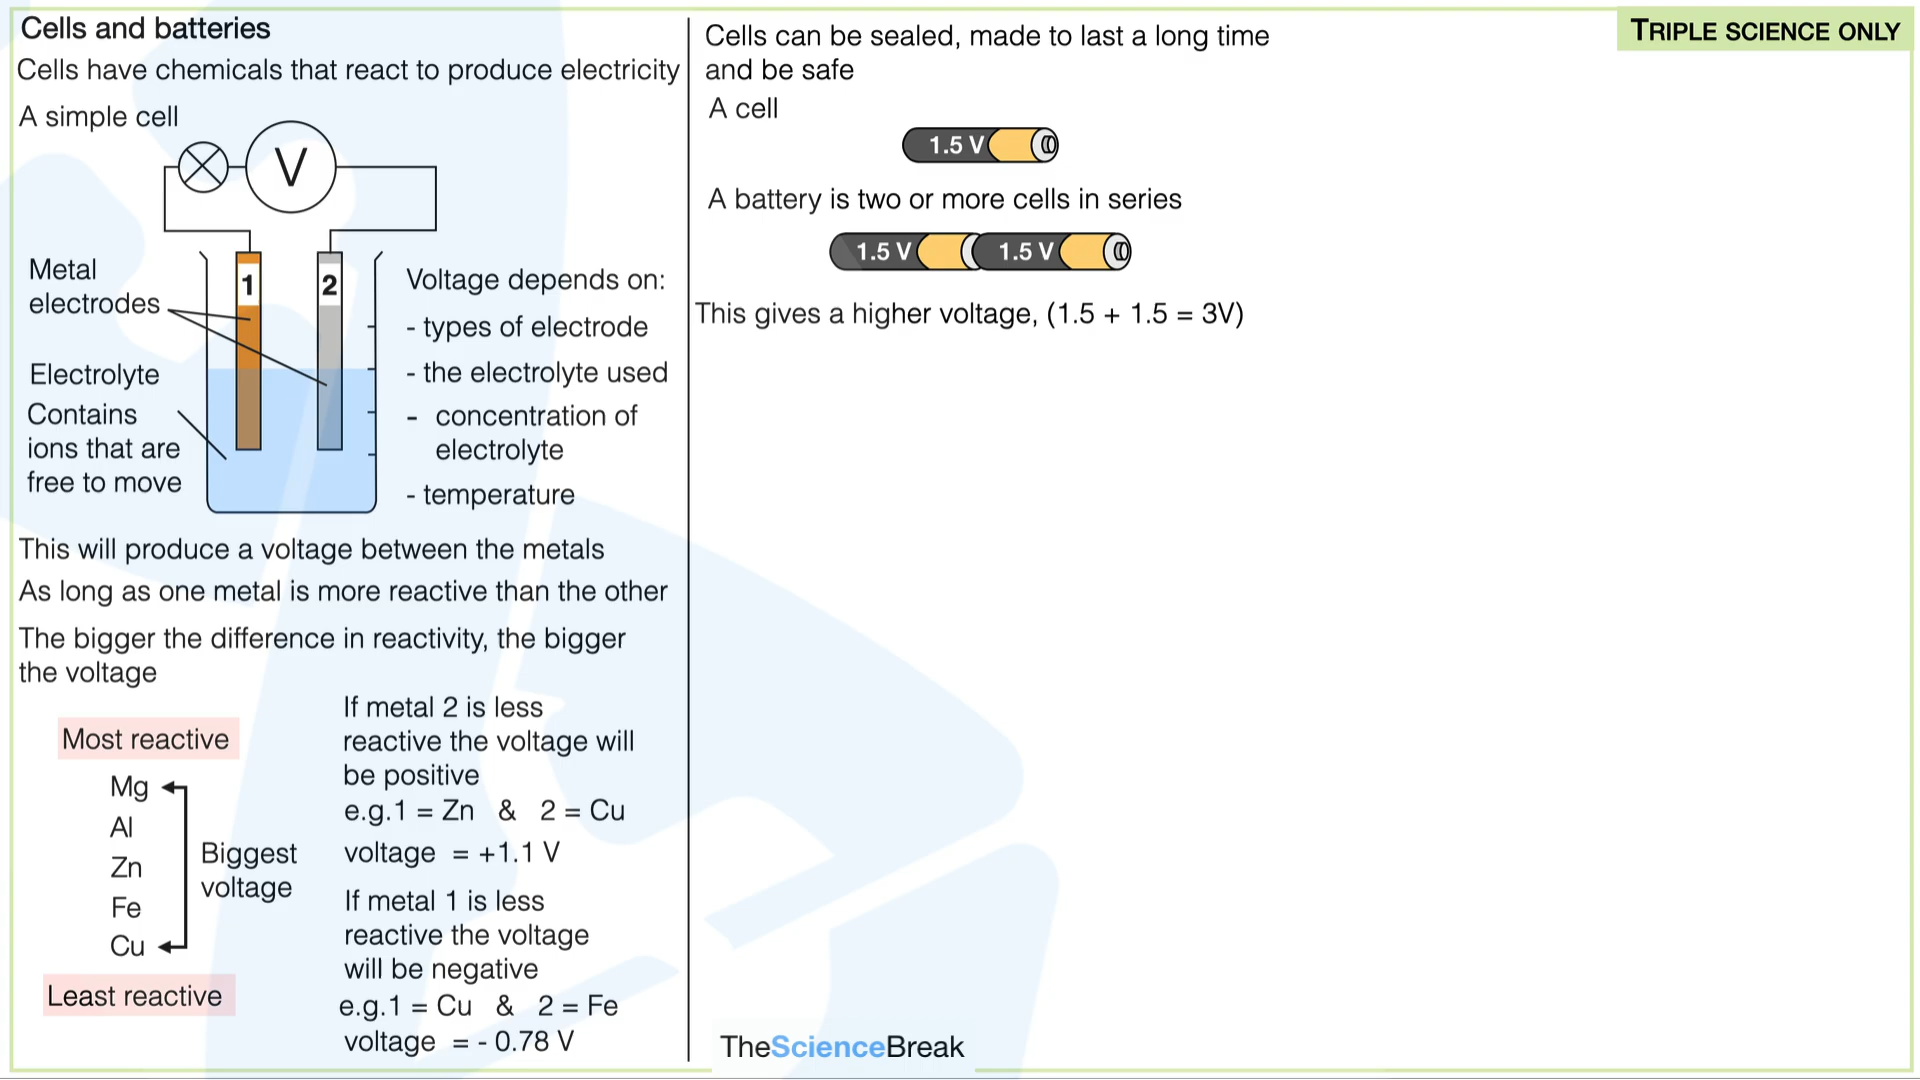 Cells and batteries
Cells have chemicals that react to produce electricity
A simple cell
V
Metal
electrodes
1
2
Electrolyte
Contains
ions that are
free to move
Voltage depends on:
- types of electrode
- the electrolyte used
- concentration of
electrolyte
- temperature
This will produce a voltage between the metals
As long as one metal is more reactive than the other
The bigger the difference in reactivity, the bigger
the voltage
Most reactive
Mg
Al
Zn
Fe
Cu
Least reactive
Biggest
voltage
If metal 2 is less
reactive the voltage will
be positive
e.g.1 = Zn & 2 = Cu
voltage = +1.1 V
If metal 1 is less
reactive the voltage
will be negative
e.g.1 = Cu & 2 = Fe
voltage = - 0.78 V
Cells can be sealed, made to last a long time
and be safe
A cell
1.5 V
A battery is two or more cells in series
1.5 V 1.5 V
This gives a higher voltage, (1.5 + 1.5 = 3V)
TheScienceBreak
TRIPLE SCIENCE ONLY